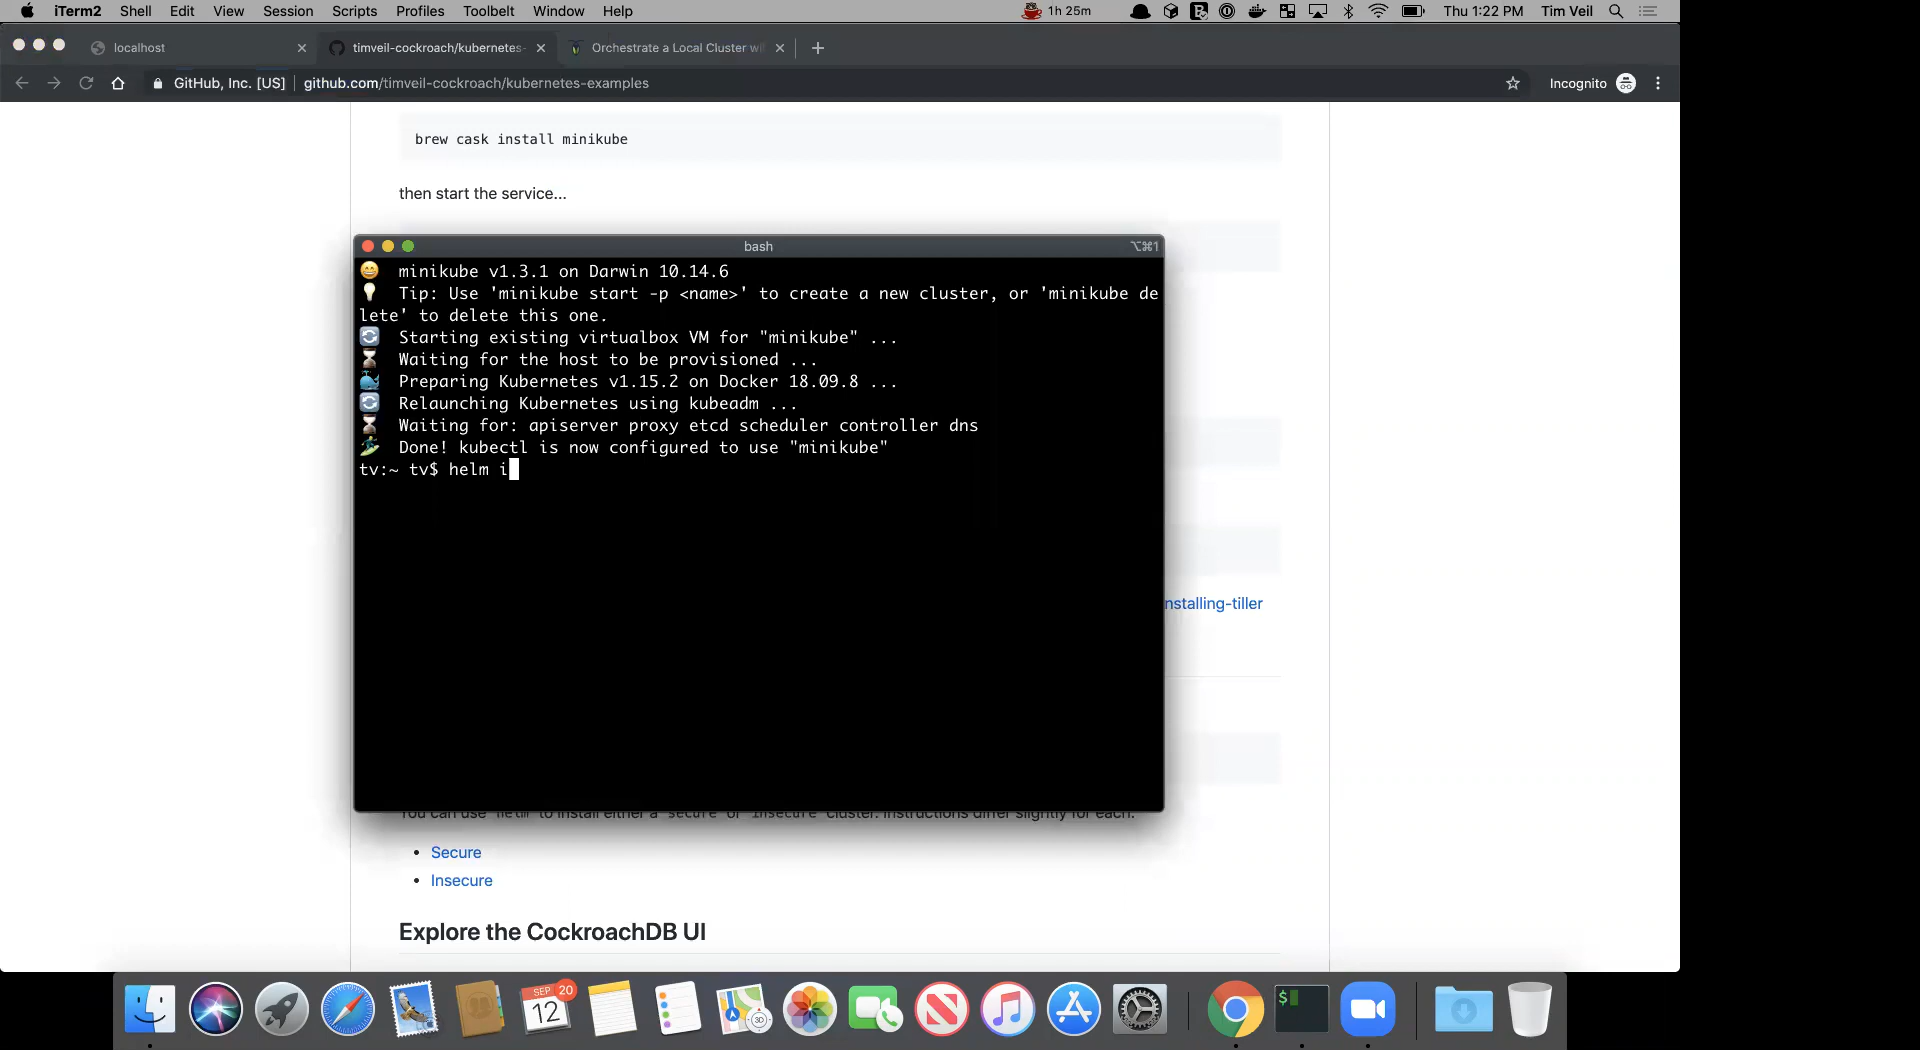 iTerm2 Shell Edit View Session Scripts Profiles Toolbelt Window Help 1h 25m Thu 1:22 PM Tim Veil
localhost timveil-cockroach/kubernetes- Orchestrate a Local Cluster wi
GitHub, Inc. [US] github.com/timveil-cockroach/kubernetes-examples Incognito
brew cask install minikube
then start the service...
bash ⌥⌘1
minikube v1.3.1 on Darwin 10.14.6
Tip: Use 'minikube start -p <name>' to create a new cluster, or 'minikube de
lete' to delete this one.
Starting existing virtualbox VM for "minikube" ...
Waiting for the host to be provisioned ...
Preparing Kubernetes v1.15.2 on Docker 18.09.8 ...
Relaunching Kubernetes using kubeadm ...
Waiting for: apiserver proxy etcd scheduler controller dns
Done! kubectl is now configured to use "minikube"
tv:~ tv$ helm i
nstalling-tiller
You can use helm to install either a secure or insecure cluster. Instructions differ slightly for each.
Secure
Insecure
Explore the CockroachDB UI
SEP 20
12
3D
$